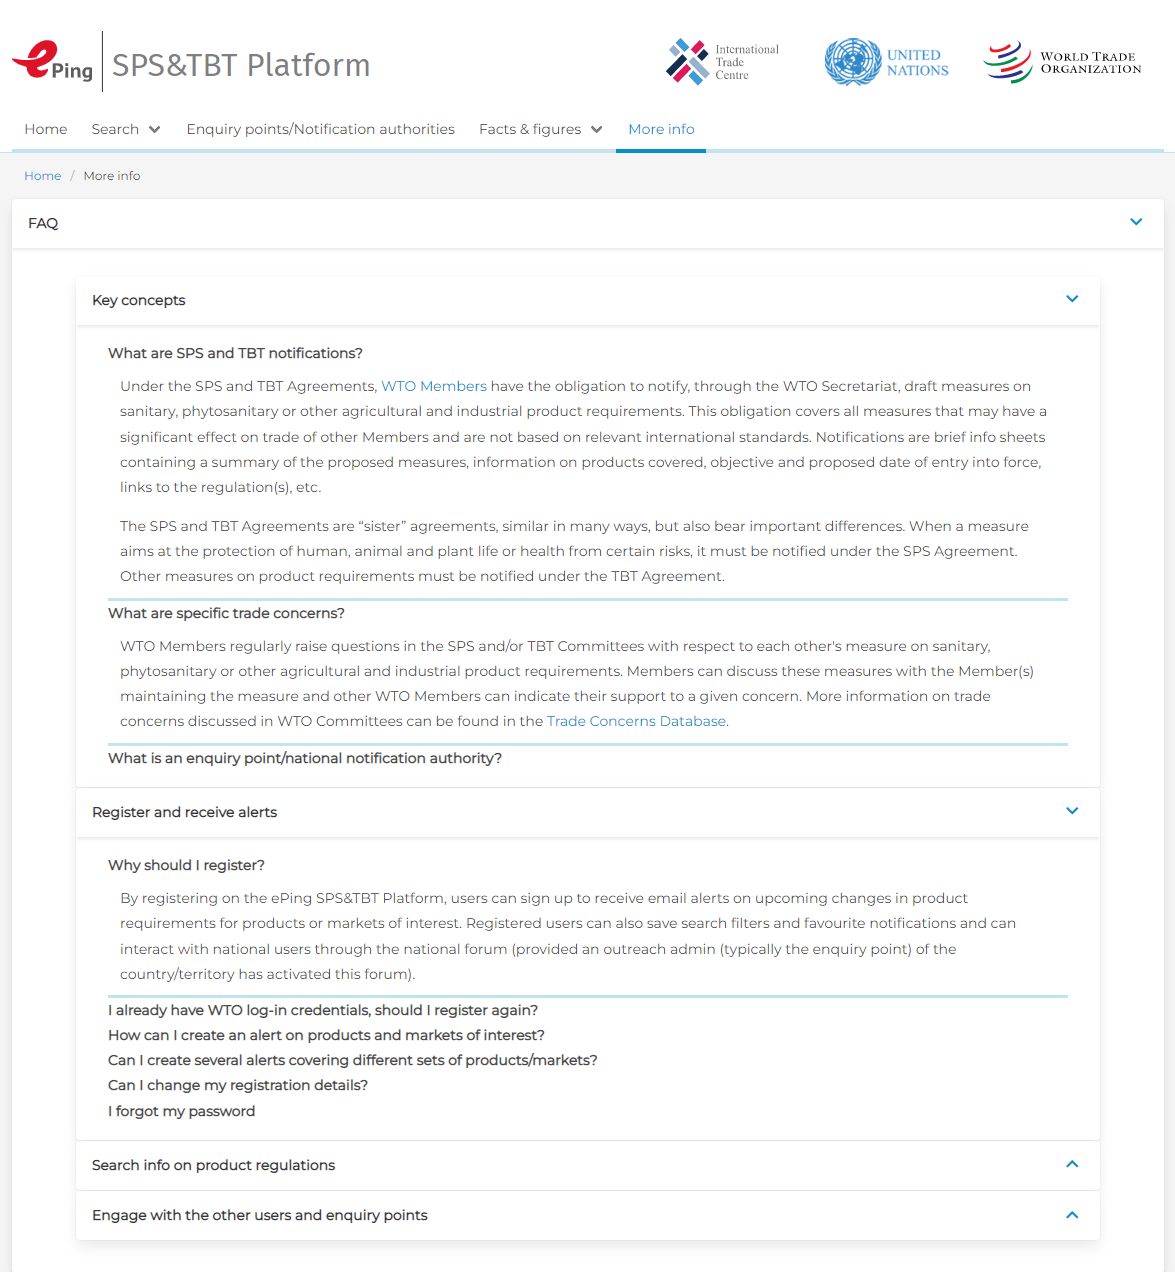 ePing
SPS&TBT Platform
International
Trade
Centre
UNITED
NATIONS
WORLD TRADE
ORGANIZATION
Home
Search
Enquiry points/Notification authorities
Facts & figures
More info
Home / More info
FAQ
Key concepts
What are SPS and TBT notifications?
Under the SPS and TBT Agreements, WTO Members have the obligation to notify, through the WTO Secretariat, draft measures on
sanitary, phytosanitary or other agricultural and industrial product requirements. This obligation covers all measures that may have a
significant effect on trade of other Members and are not based on relevant international standards. Notifications are brief info sheets
containing a summary of the proposed measures, information on products covered, objective and proposed date of entry into force,
links to the regulation(s), etc.
The SPS and TBT Agreements are “sister” agreements, similar in many ways, but also bear important differences. When a measure
aims at the protection of human, animal and plant life or health from certain risks, it must be notified under the SPS Agreement.
Other measures on product requirements must be notified under the TBT Agreement.
What are specific trade concerns?
WTO Members regularly raise questions in the SPS and/or TBT Committees with respect to each other's measure on sanitary,
phytosanitary or other agricultural and industrial product requirements. Members can discuss these measures with the Member(s)
maintaining the measure and other WTO Members can indicate their support to a given concern. More information on trade
concerns discussed in WTO Committees can be found in the Trade Concerns Database.
What is an enquiry point/national notification authority?
Register and receive alerts
Why should I register?
By registering on the ePing SPS&TBT Platform, users can sign up to receive email alerts on upcoming changes in product
requirements for products or markets of interest. Registered users can also save search filters and favourite notifications and can
interact with national users through the national forum (provided an outreach admin (typically the enquiry point) of the
country/territory has activated this forum).
I already have WTO log-in credentials, should I register again?
How can I create an alert on products and markets of interest?
Can I create several alerts covering different sets of products/markets?
Can I change my registration details?
I forgot my password
Search info on product regulations
Engage with the other users and enquiry points